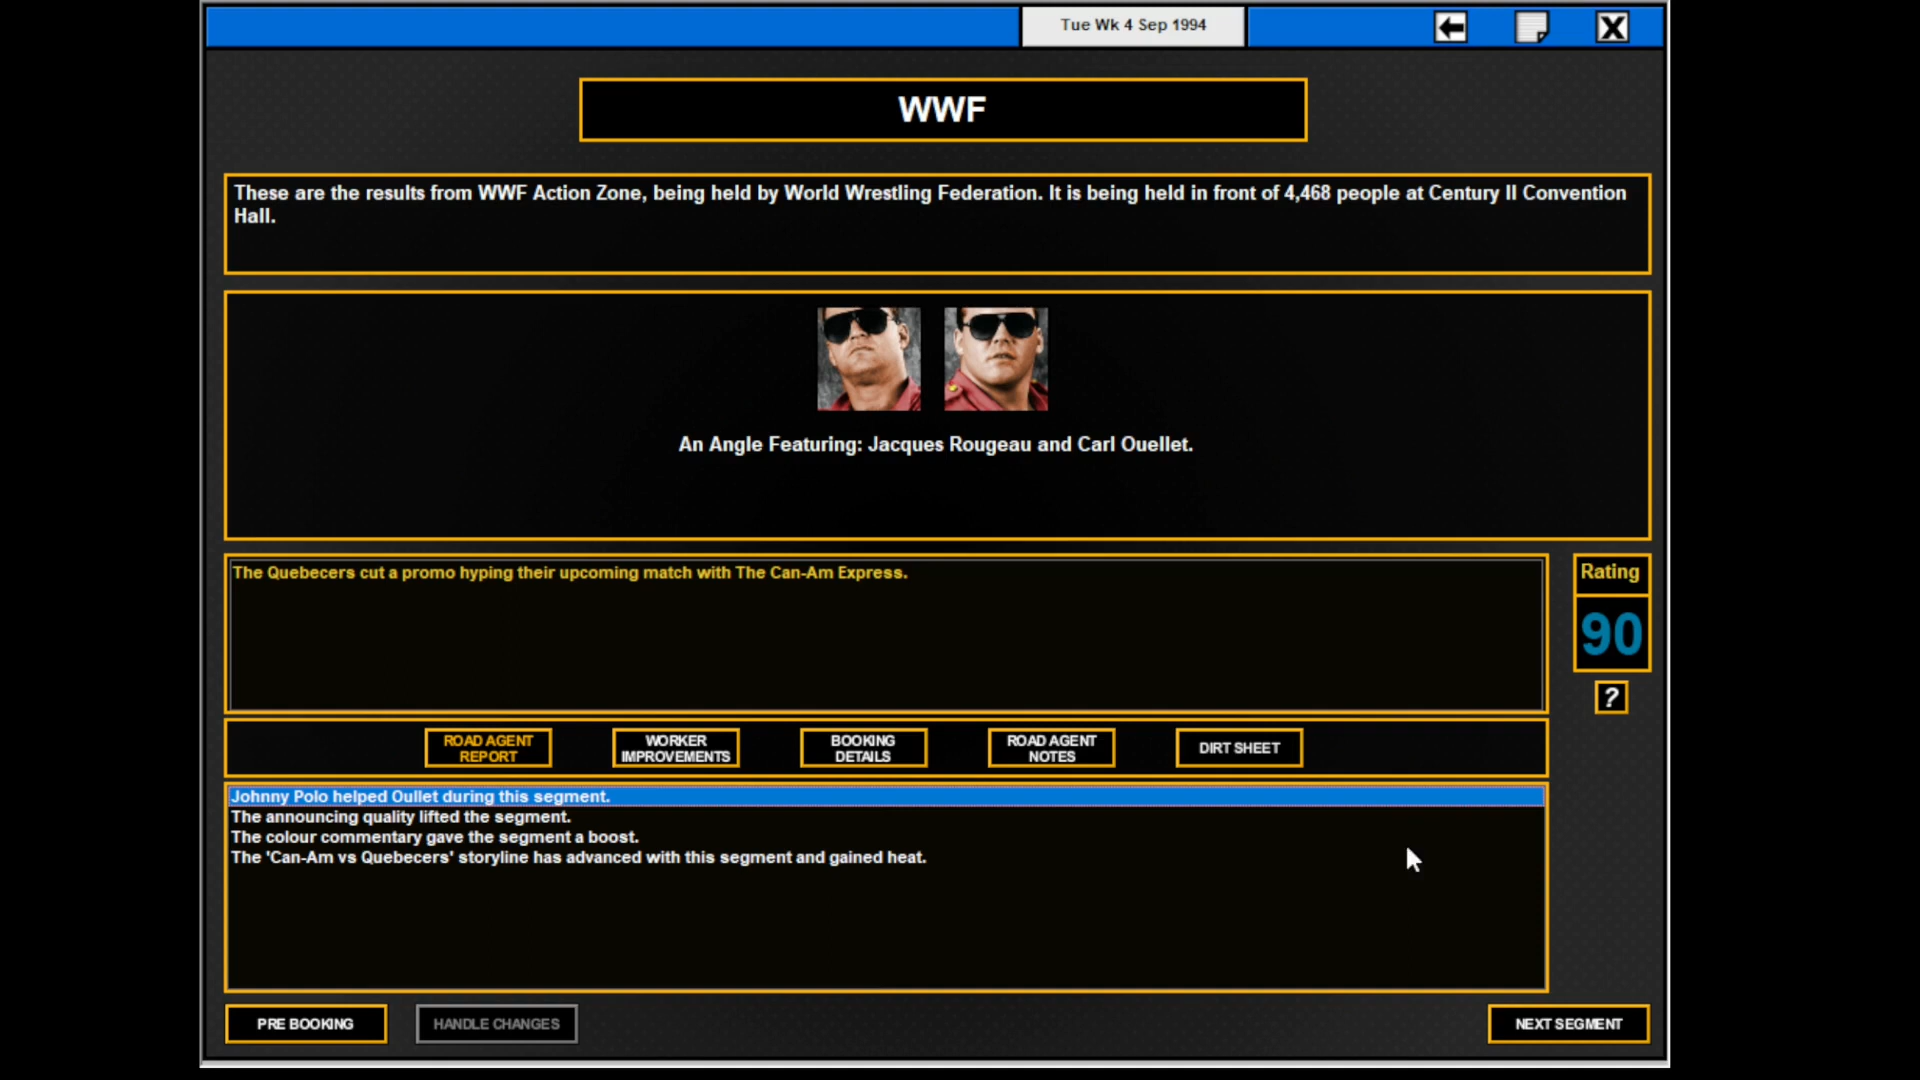 Tue Wk 4 Sep 1994
WWF
These are the results from WWF Action Zone, being held by World Wrestling Federation. It is being held in front of 4,468 people at Century II Convention
Hall.
An Angle Featuring: Jacques Rougeau and Carl Ouellet.
The Quebecers cut a promo hyping their upcoming match with The Can-Am Express.
Rating
90
?
ROAD AGENT
REPORT
WORKER
IMPROVEMENTS
BOOKING
DETAILS
ROAD AGENT
NOTES
DIRT SHEET
Johnny Polo helped Oullet during this segment.
The announcing quality lifted the segment.
The colour commentary gave the segment a boost.
The 'Can-Am vs Quebecers' storyline has advanced with this segment and gained heat.
PRE BOOKING
HANDLE CHANGES
NEXT SEGMENT